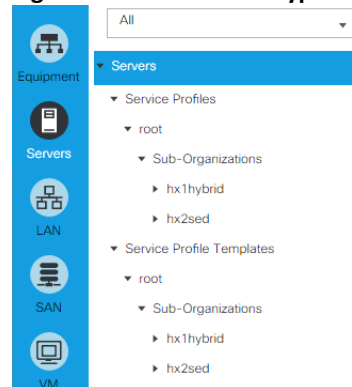 All
Equipment
Servers
LAN
SAN
VM
Servers
Service Profiles
root
Sub-Organizations
hx1hybrid
hx2sed
Service Profile Templates
root
Sub-Organizations
hx1hybrid
hx2sed